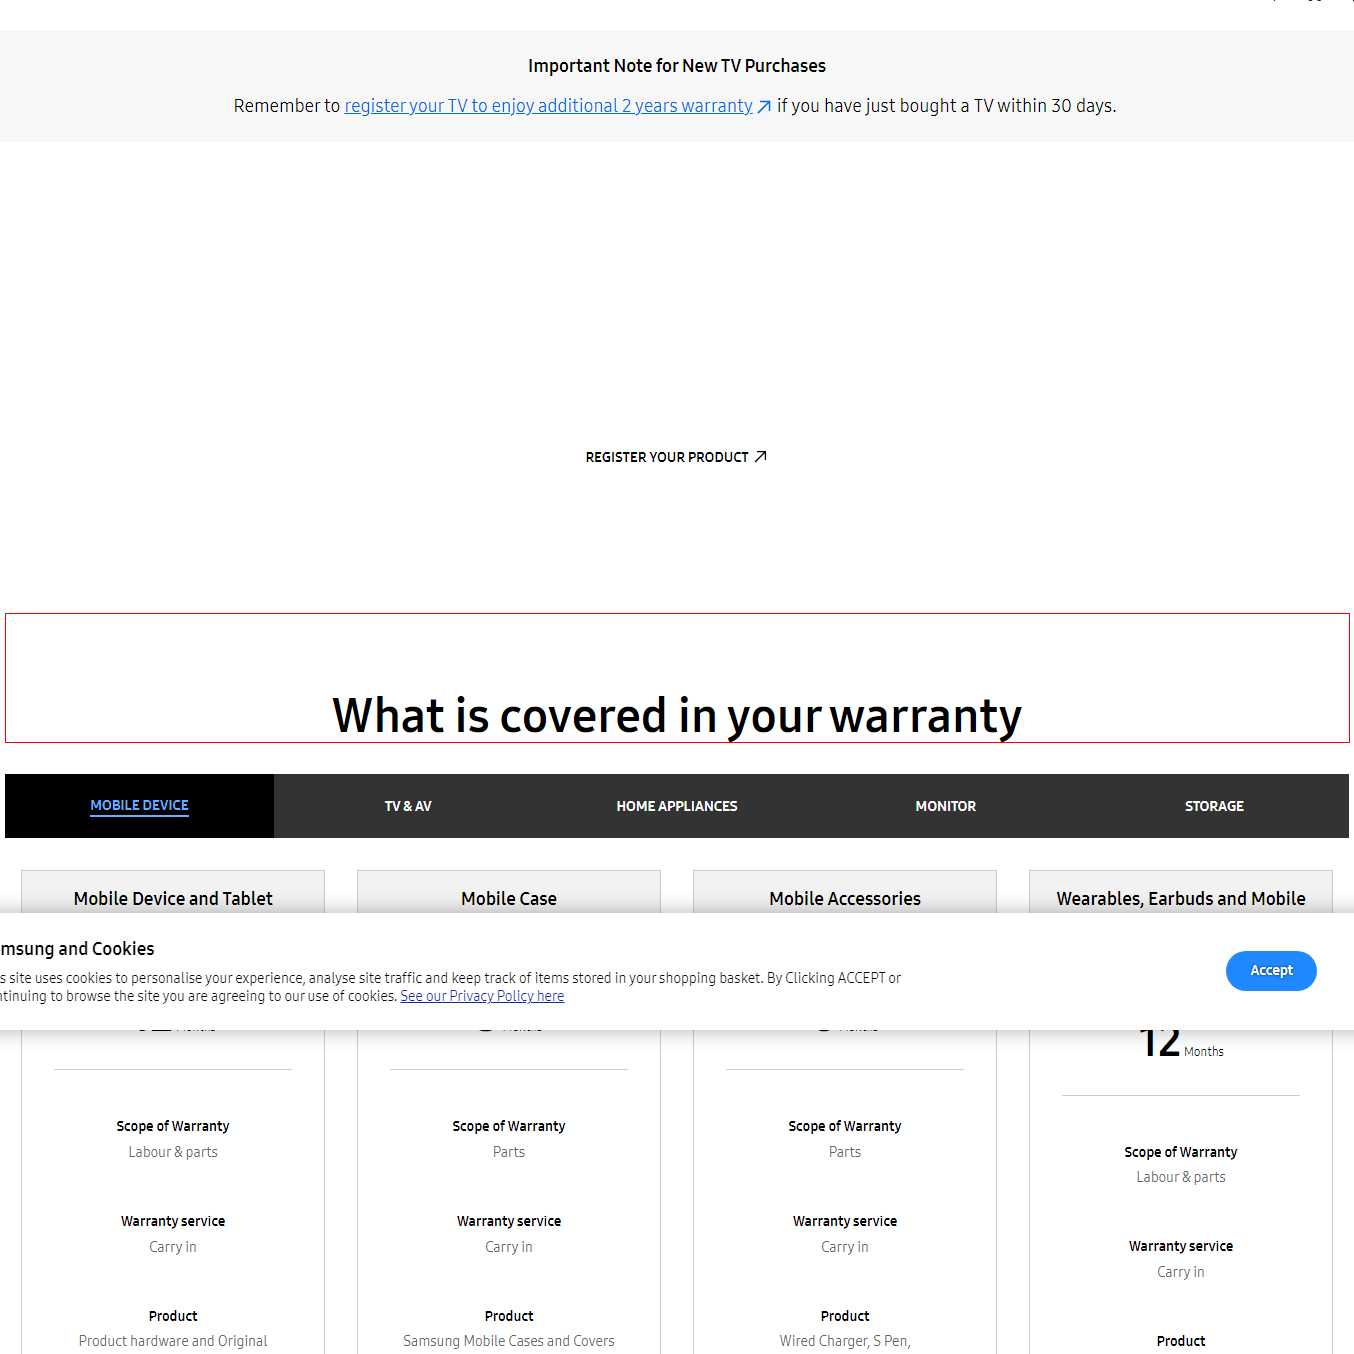 Important Note for New TV Purchases
Remember to register your TV to enjoy additional 2 years warranty if you have just bought a TV within 30 days.
REGISTER YOUR PRODUCT
What is covered in your warranty
MOBILE DEVICE TV & AV HOME APPLIANCES MONITOR STORAGE
Mobile Device and Tablet Mobile Case Mobile Accessories Wearables, Earbuds and Mobile
msung and Cookies
s site uses cookies to personalise your experience, analyse site traffic and keep track of items stored in your shopping basket. By Clicking ACCEPT or
ntinuing to browse the site you are agreeing to our use of cookies. See our Privacy Policy here
Accept
12 Months
Scope of Warranty Scope of Warranty Scope of Warranty
Labour & parts Parts Parts
Scope of Warranty
Labour & parts
Warranty service Warranty service Warranty service
Carry in Carry in Carry in
Warranty service
Carry in
Product Product Product
Product hardware and Original Samsung Mobile Cases and Covers Wired Charger, S Pen,
Product